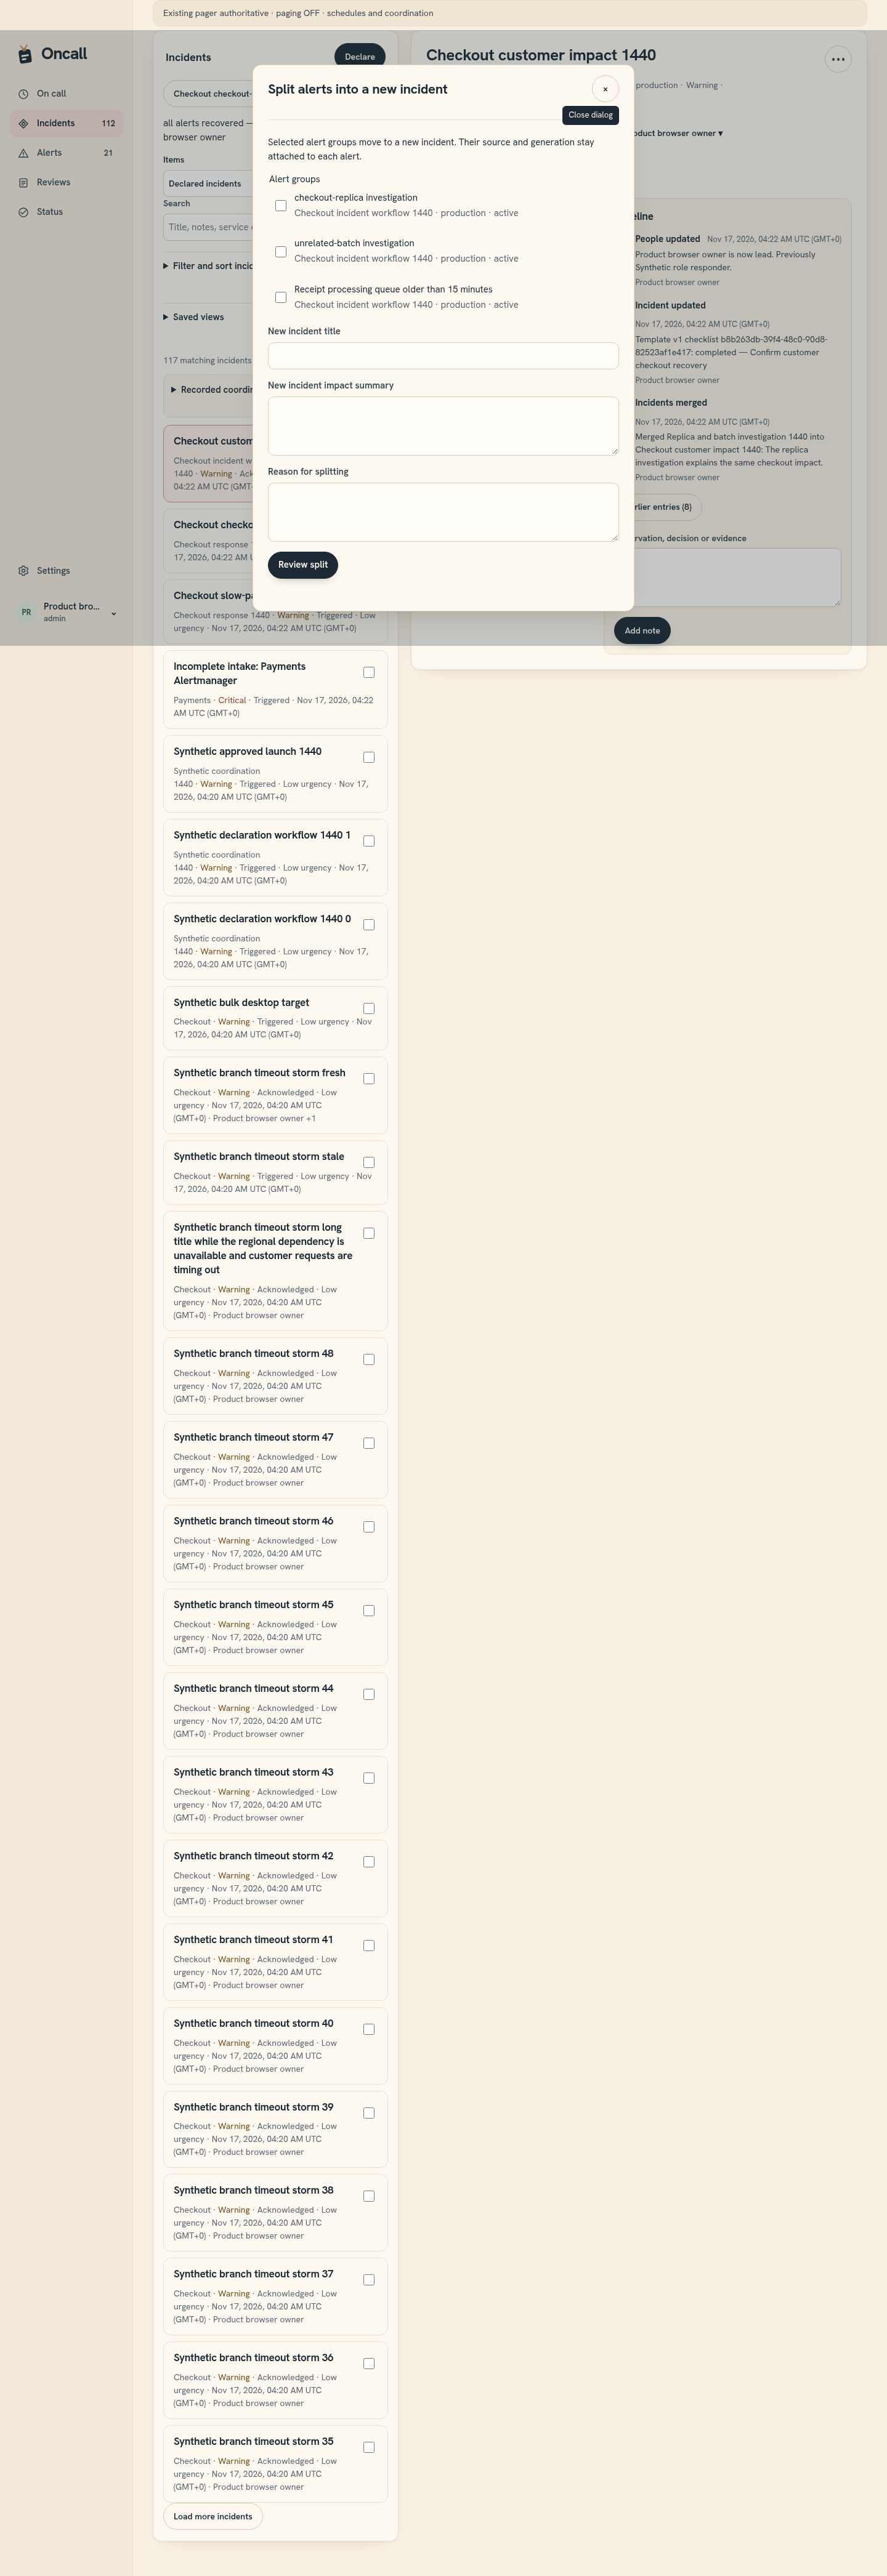 Existing pager authoritative · paging OFF · schedules and coordination
Oncall
On call
Incidents 112
Alerts 21
Reviews
Status
Settings
PR
Product bro...
admin
Incidents
Declare
Checkout checkout-
all alerts recovered —
browser owner
Items
Declared incidents
Search
Title, notes, service
Filter and sort
Saved views
117 matching incidents
Recorded
Checkout
Checkout incident
1440 · Warning ·
04:22 AM UTC
Checkout
Checkout response
17, 2026, 04:22 AM
Checkout
Checkout response 1440 · Warning · Triggered · Low
urgency · Nov 17, 2026, 04:22 AM UTC (GMT+0)
Incomplete intake: Payments
Alertmanager
Payments · Critical · Triggered · Nov 17, 2026, 04:22
AM UTC (GMT+0)
Synthetic approved launch 1440
Synthetic coordination
1440 · Warning · Triggered · Low urgency · Nov 17,
2026, 04:20 AM UTC (GMT+0)
Synthetic declaration workflow 1440 1
Synthetic coordination
1440 · Warning · Triggered · Low urgency · Nov 17,
2026, 04:20 AM UTC (GMT+0)
Synthetic declaration workflow 1440 0
Synthetic coordination
1440 · Warning · Triggered · Low urgency · Nov 17,
2026, 04:20 AM UTC (GMT+0)
Synthetic bulk desktop target
Checkout · Warning · Triggered · Low urgency · Nov
17, 2026, 04:20 AM UTC (GMT+0)
Synthetic branch timeout storm fresh
Checkout · Warning · Acknowledged · Low
urgency · Nov 17, 2026, 04:20 AM UTC
(GMT+0) · Product browser owner +1
Synthetic branch timeout storm stale
Checkout · Warning · Triggered · Low urgency · Nov
17, 2026, 04:20 AM UTC (GMT+0)
Synthetic branch timeout storm long
title while the regional dependency is
unavailable and customer requests are
timing out
Checkout · Warning · Acknowledged · Low
urgency · Nov 17, 2026, 04:20 AM UTC
(GMT+0) · Product browser owner
Synthetic branch timeout storm 48
Checkout · Warning · Acknowledged · Low
urgency · Nov 17, 2026, 04:20 AM UTC
(GMT+0) · Product browser owner
Synthetic branch timeout storm 47
Checkout · Warning · Acknowledged · Low
urgency · Nov 17, 2026, 04:20 AM UTC
(GMT+0) · Product browser owner
Synthetic branch timeout storm 46
Checkout · Warning · Acknowledged · Low
urgency · Nov 17, 2026, 04:20 AM UTC
(GMT+0) · Product browser owner
Synthetic branch timeout storm 45
Checkout · Warning · Acknowledged · Low
urgency · Nov 17, 2026, 04:20 AM UTC
(GMT+0) · Product browser owner
Synthetic branch timeout storm 44
Checkout · Warning · Acknowledged · Low
urgency · Nov 17, 2026, 04:20 AM UTC
(GMT+0) · Product browser owner
Synthetic branch timeout storm 43
Checkout · Warning · Acknowledged · Low
urgency · Nov 17, 2026, 04:20 AM UTC
(GMT+0) · Product browser owner
Synthetic branch timeout storm 42
Checkout · Warning · Acknowledged · Low
urgency · Nov 17, 2026, 04:20 AM UTC
(GMT+0) · Product browser owner
Synthetic branch timeout storm 41
Checkout · Warning · Acknowledged · Low
urgency · Nov 17, 2026, 04:20 AM UTC
(GMT+0) · Product browser owner
Synthetic branch timeout storm 40
Checkout · Warning · Acknowledged · Low
urgency · Nov 17, 2026, 04:20 AM UTC
(GMT+0) · Product browser owner
Synthetic branch timeout storm 39
Checkout · Warning · Acknowledged · Low
urgency · Nov 17, 2026, 04:20 AM UTC
(GMT+0) · Product browser owner
Synthetic branch timeout storm 38
Checkout · Warning · Acknowledged · Low
urgency · Nov 17, 2026, 04:20 AM UTC
(GMT+0) · Product browser owner
Synthetic branch timeout storm 37
Checkout · Warning · Acknowledged · Low
urgency · Nov 17, 2026, 04:20 AM UTC
(GMT+0) · Product browser owner
Synthetic branch timeout storm 36
Checkout · Warning · Acknowledged · Low
urgency · Nov 17, 2026, 04:20 AM UTC
(GMT+0) · Product browser owner
Synthetic branch timeout storm 35
Checkout · Warning · Acknowledged · Low
urgency · Nov 17, 2026, 04:20 AM UTC
(GMT+0) · Product browser owner
Load more incidents
Split alerts into a new incident
×
Close dialog
Selected alert groups move to a new incident. Their source and generation stay
attached to each alert.
Alert groups
checkout-replica investigation
Checkout incident workflow 1440 · production · active
unrelated-batch investigation
Checkout incident workflow 1440 · production · active
Receipt processing queue older than 15 minutes
Checkout incident workflow 1440 · production · active
New incident title
New incident impact summary
Reason for splitting
Review split
Checkout customer impact 1440
production · Warning ·
browser owner ▾
People updated Nov 17, 2026, 04:22 AM UTC (GMT+0)
Product browser owner is now lead. Previously
Synthetic role responder.
Product browser owner
Incident updated
Nov 17, 2026, 04:22 AM UTC (GMT+0)
Template v1 checklist b8b263db-39f4-48c0-90d8-
82523af1e417: completed — Confirm customer
checkout recovery
Product browser owner
Incidents merged
Nov 17, 2026, 04:22 AM UTC (GMT+0)
Merged Replica and batch investigation 1440 into
Checkout customer impact 1440: The replica
investigation explains the same checkout impact.
Product browser owner
entries (8)
decision or evidence
Add note